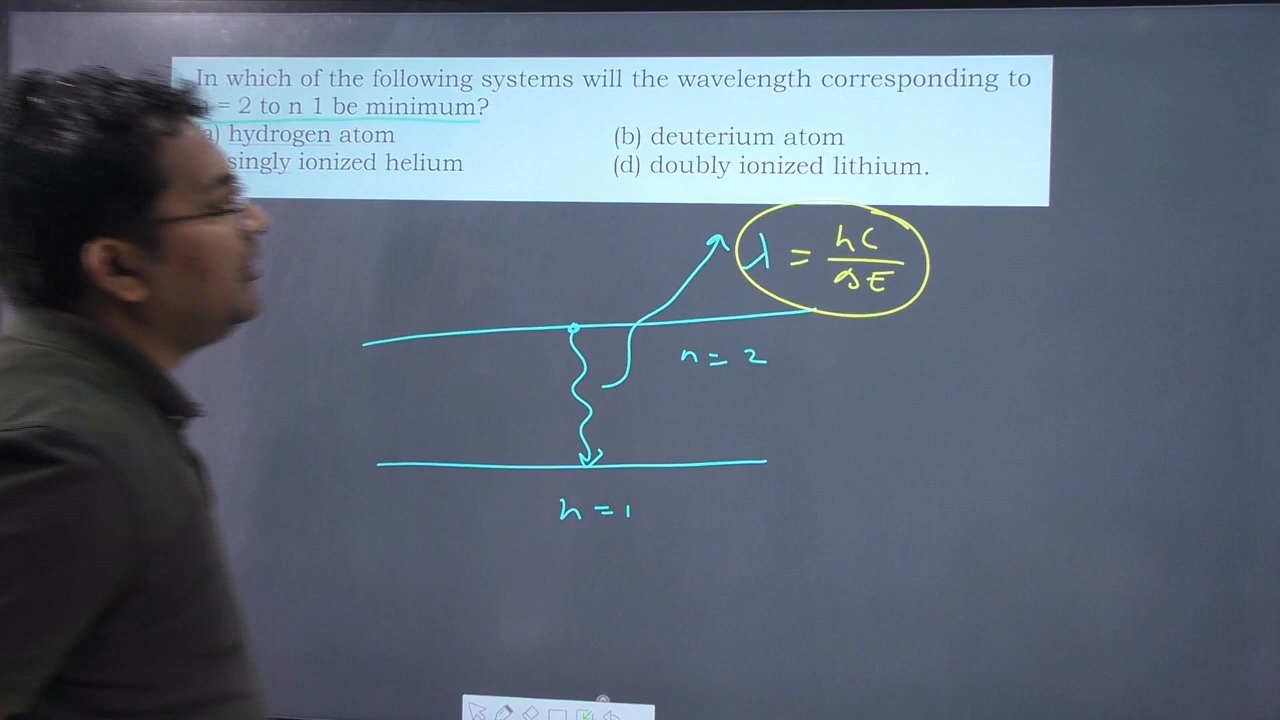 In which of the following systems will the wavelength corresponding to
= 2 to n 1 be minimum?
a) hydrogen atom (b) deuterium atom
singly ionized helium (d) doubly ionized lithium.
λ = hc/ΔE
n = 2
n = 1